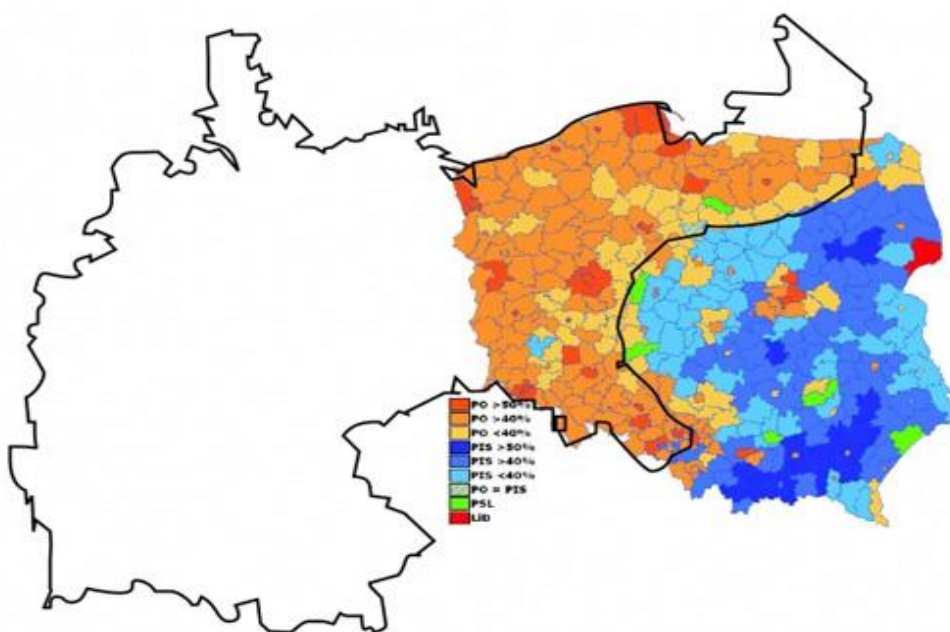 PO >50%
PO >40%
PO <40%
PIS >50%
PIS >40%
PIS <40%
PO = PIS
PSL
LiD